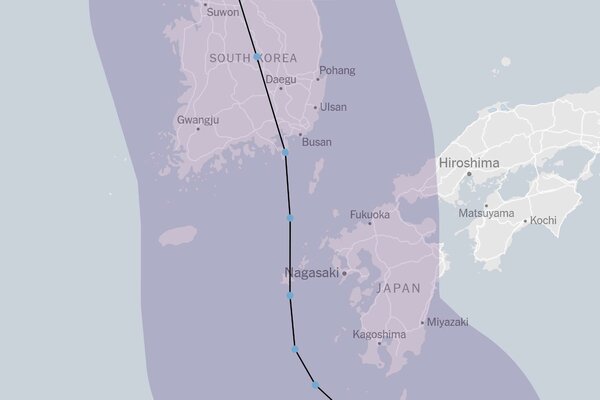 Suwon
SOUTH KOREA
Pohang
Daegu
Ulsan
Gwangju
Busan
Hiroshima
Matsuyama
Fukuoka
Kochi
Nagasaki
JAPAN
Miyazaki
Kagoshima